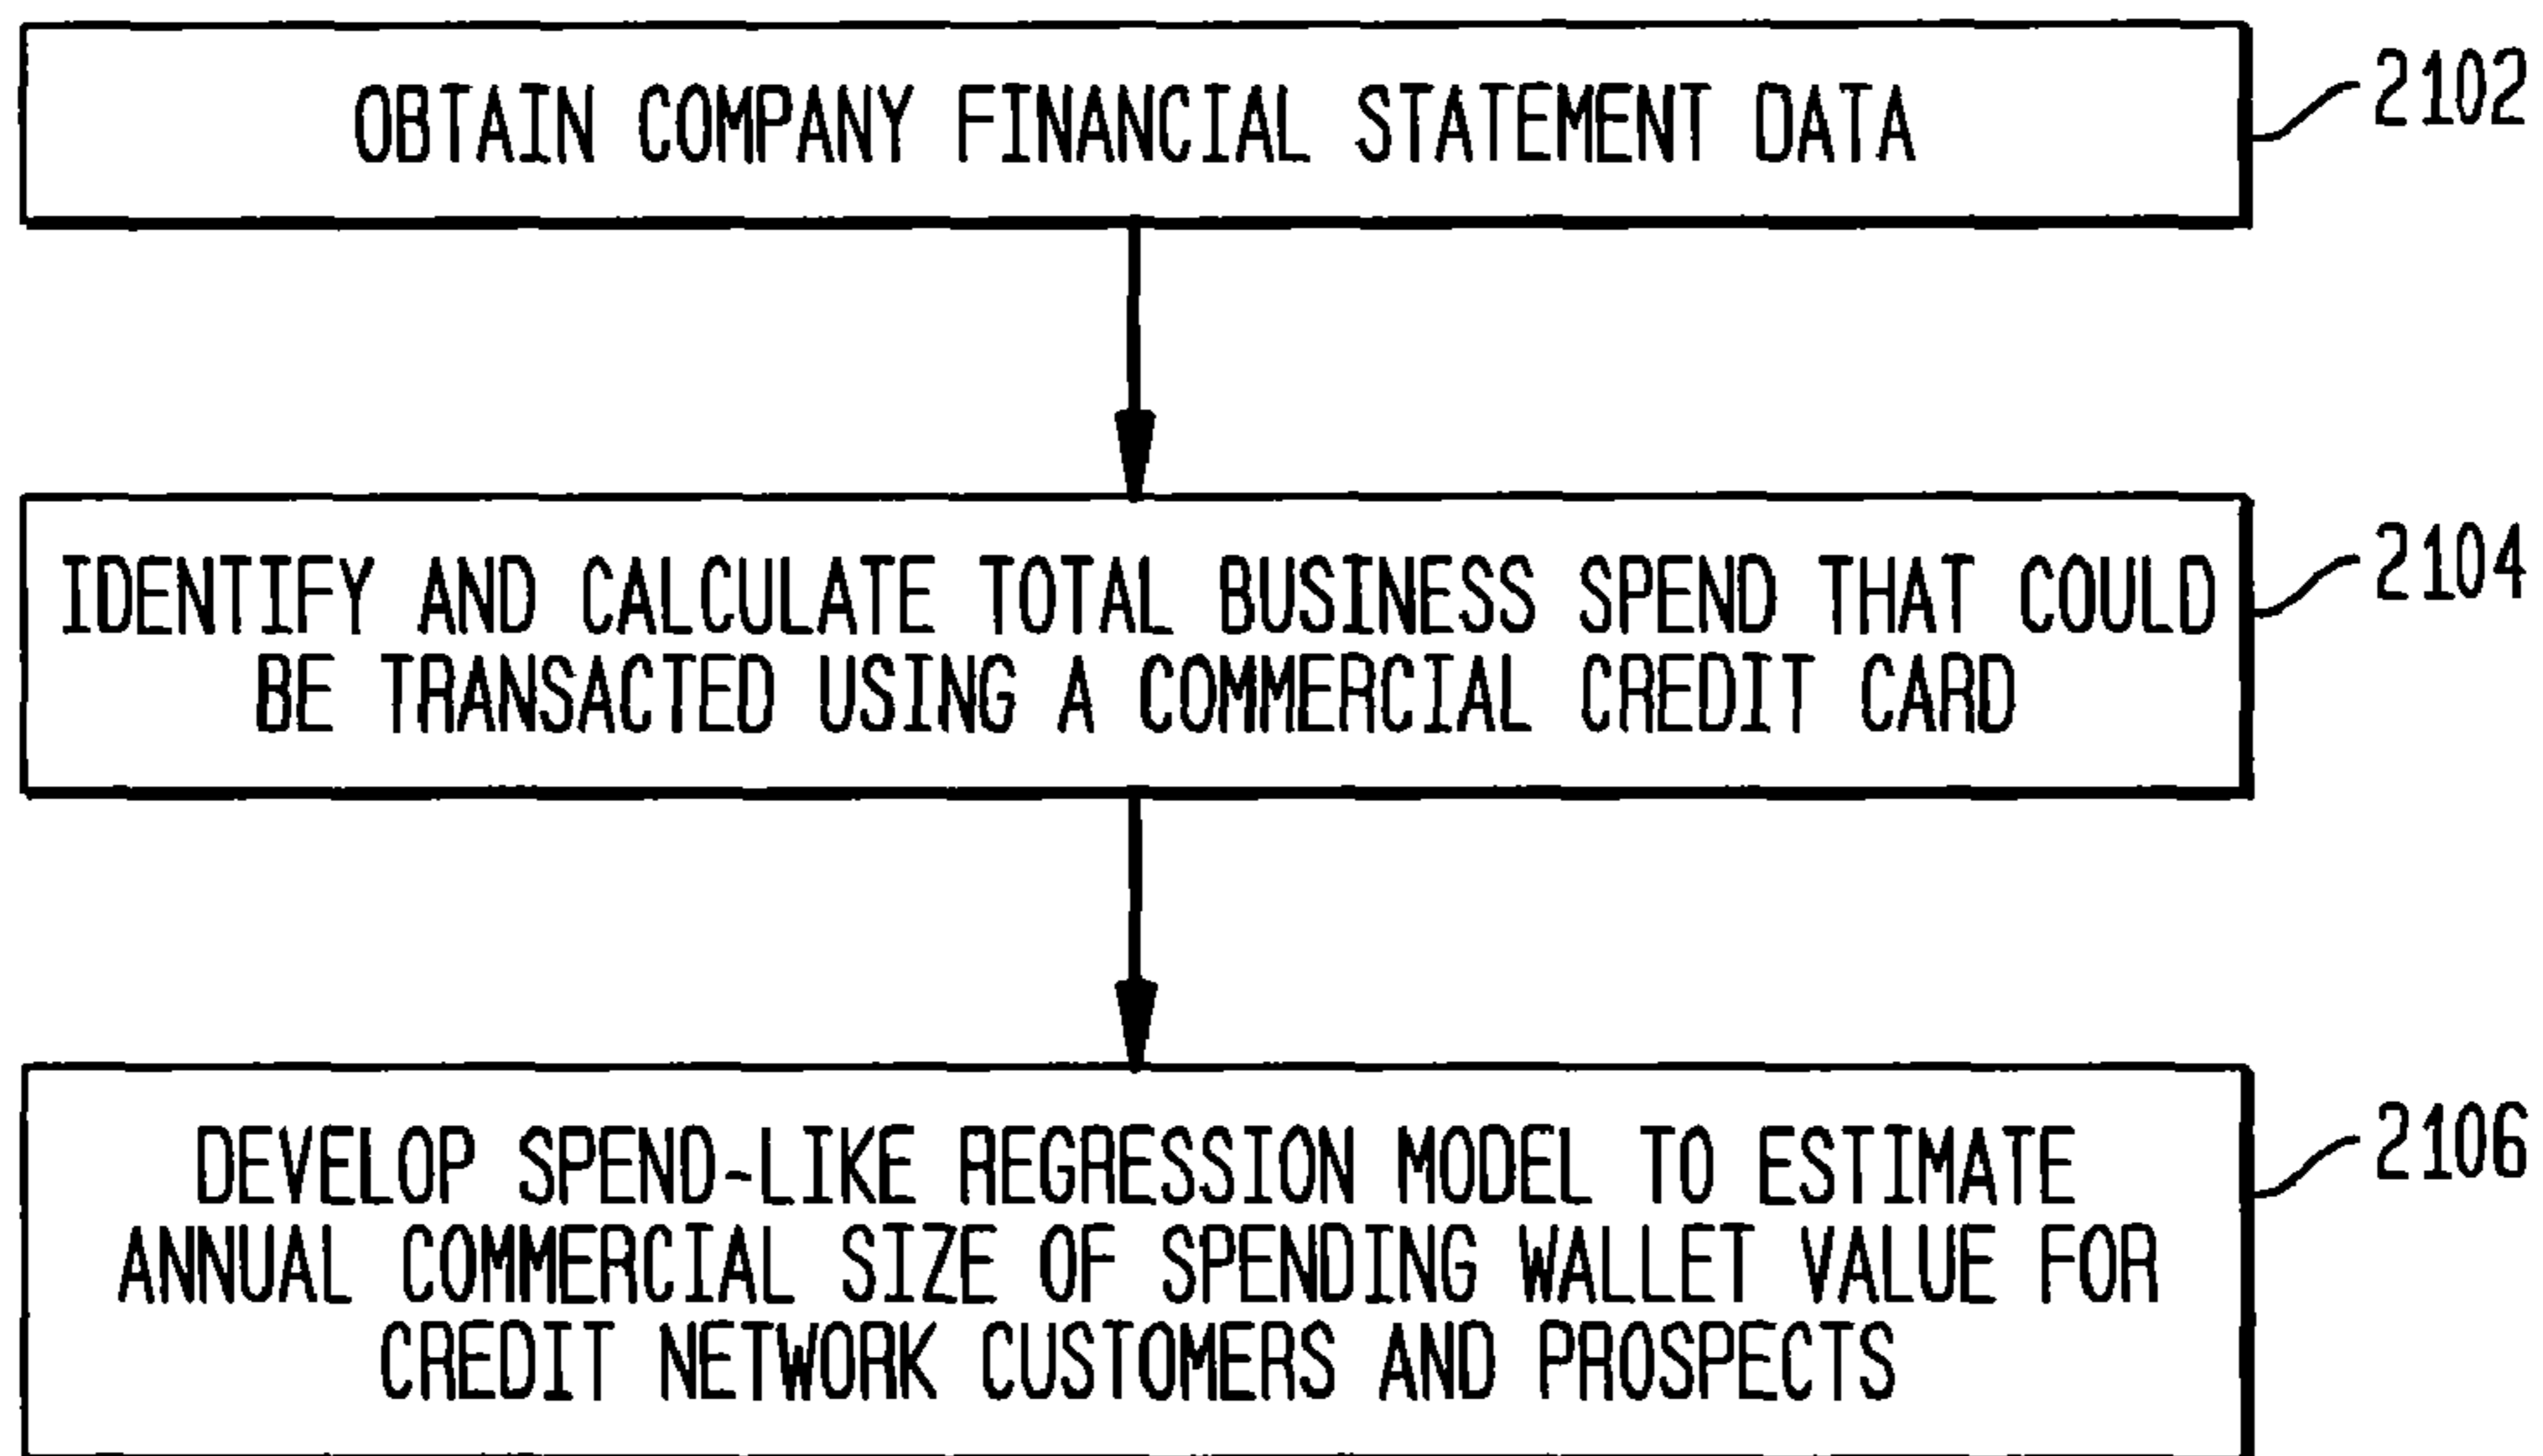 OBTAIN COMPANY FINANCIAL STATEMENT DATA
2102
IDENTIFY AND CALCULATE TOTAL BUSINESS SPEND THAT COULD
BE TRANSACTED USING A COMMERCIAL CREDIT CARD
2104
DEVELOP SPEND-LIKE REGRESSION MODEL TO ESTIMATE
ANNUAL COMMERCIAL SIZE OF SPENDING WALLET VALUE FOR
CREDIT NETWORK CUSTOMERS AND PROSPECTS
2106